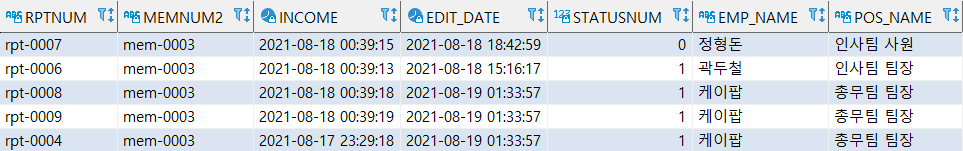 ABC RPTNUM ABC MEMNUM2 INCOME EDIT_DATE 123 STATUSNUM ABC EMP_NAME ABC POS_NAME
rpt-0007 mem-0003 2021-08-18 00:39:15 2021-08-18 18:42:59 0 정형돈 인사팀 사원
rpt-0006 mem-0003 2021-08-18 00:39:13 2021-08-18 15:16:17 1 곽두철 인사팀 팀장
rpt-0008 mem-0003 2021-08-18 00:39:18 2021-08-19 01:33:57 1 케이팝 총무팀 팀장
rpt-0009 mem-0003 2021-08-18 00:39:19 2021-08-19 01:33:57 1 케이팝 총무팀 팀장
rpt-0004 mem-0003 2021-08-17 23:29:18 2021-08-19 01:33:57 1 케이팝 총무팀 팀장